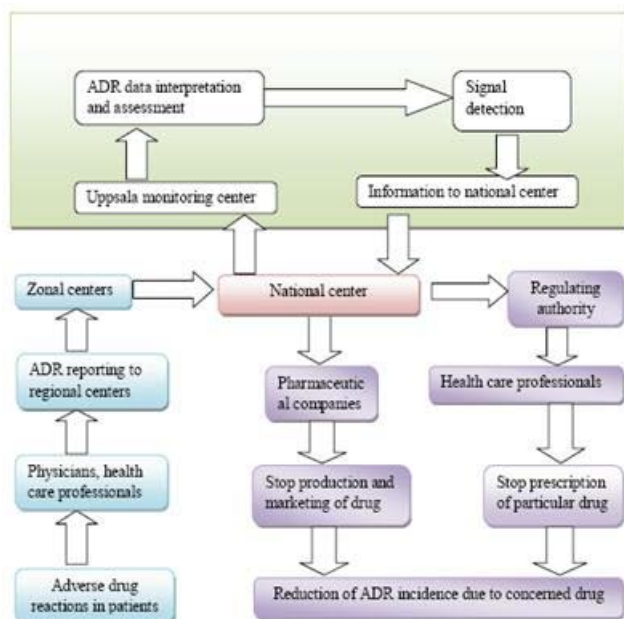 ADR data interpretation
and assessment
Signal
detection
Uppsala monitoring center
Information to national center
Zonal centers
National center
Regulating
authority
ADR reporting to
regional centers
Pharmaceutic
al companies
Health care professionals
Physicians, health
care professionals
Stop production and
marketing of drug
Stop prescription
of particular drug
Adverse drug
reactions in patients
Reduction of ADR incidence due to concerned drug